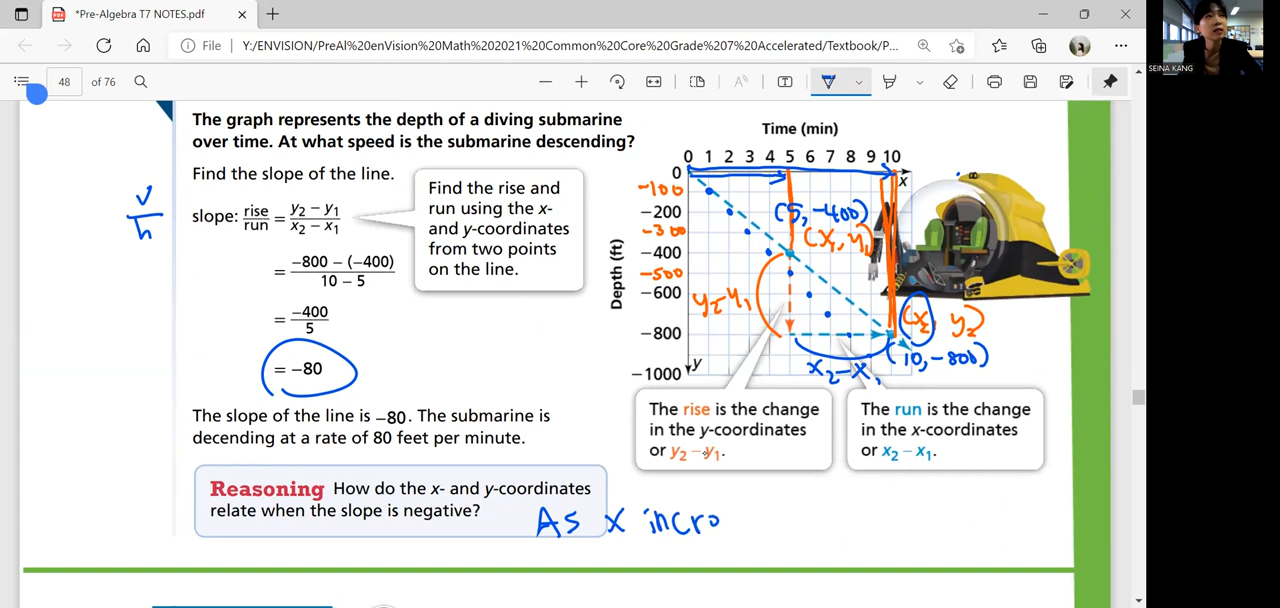 *Pre-Algebra T7 NOTES.pdf
File
Y:/ENVISION/PreAl%20enVision%20Math%202021%20Common%20Core%20Grade%207%20Accelerated/Textbook/P...
48 of 76
SEINA KANG
The graph represents the depth of a diving submarine
over time. At what speed is the submarine descending?
Find the slope of the line.
slope: rise/run = y₂ − y₁/x₂ − x₁
= −800 − (−400)/10 − 5
= −400/5
= −80
v
h
Find the rise and
run using the x-
and y-coordinates
from two points
on the line.
The slope of the line is −80. The submarine is
decending at a rate of 80 feet per minute.
Time (min)
0 1 2 3 4 5 6 7 8 9 10
x
0
-100
−200
-300
−400
-500
−600
−800
−1000
y
Depth (ft)
(5, -400)
(x₁, y₁)
y₂-y₁
(x₂, y₂)
(10, -800)
x₂-x₁
The rise is the change
in the y-coordinates
or y₂ − y₁.
The run is the change
in the x-coordinates
or x₂ − x₁.
Reasoning How do the x- and y-coordinates
relate when the slope is negative?
As x incro